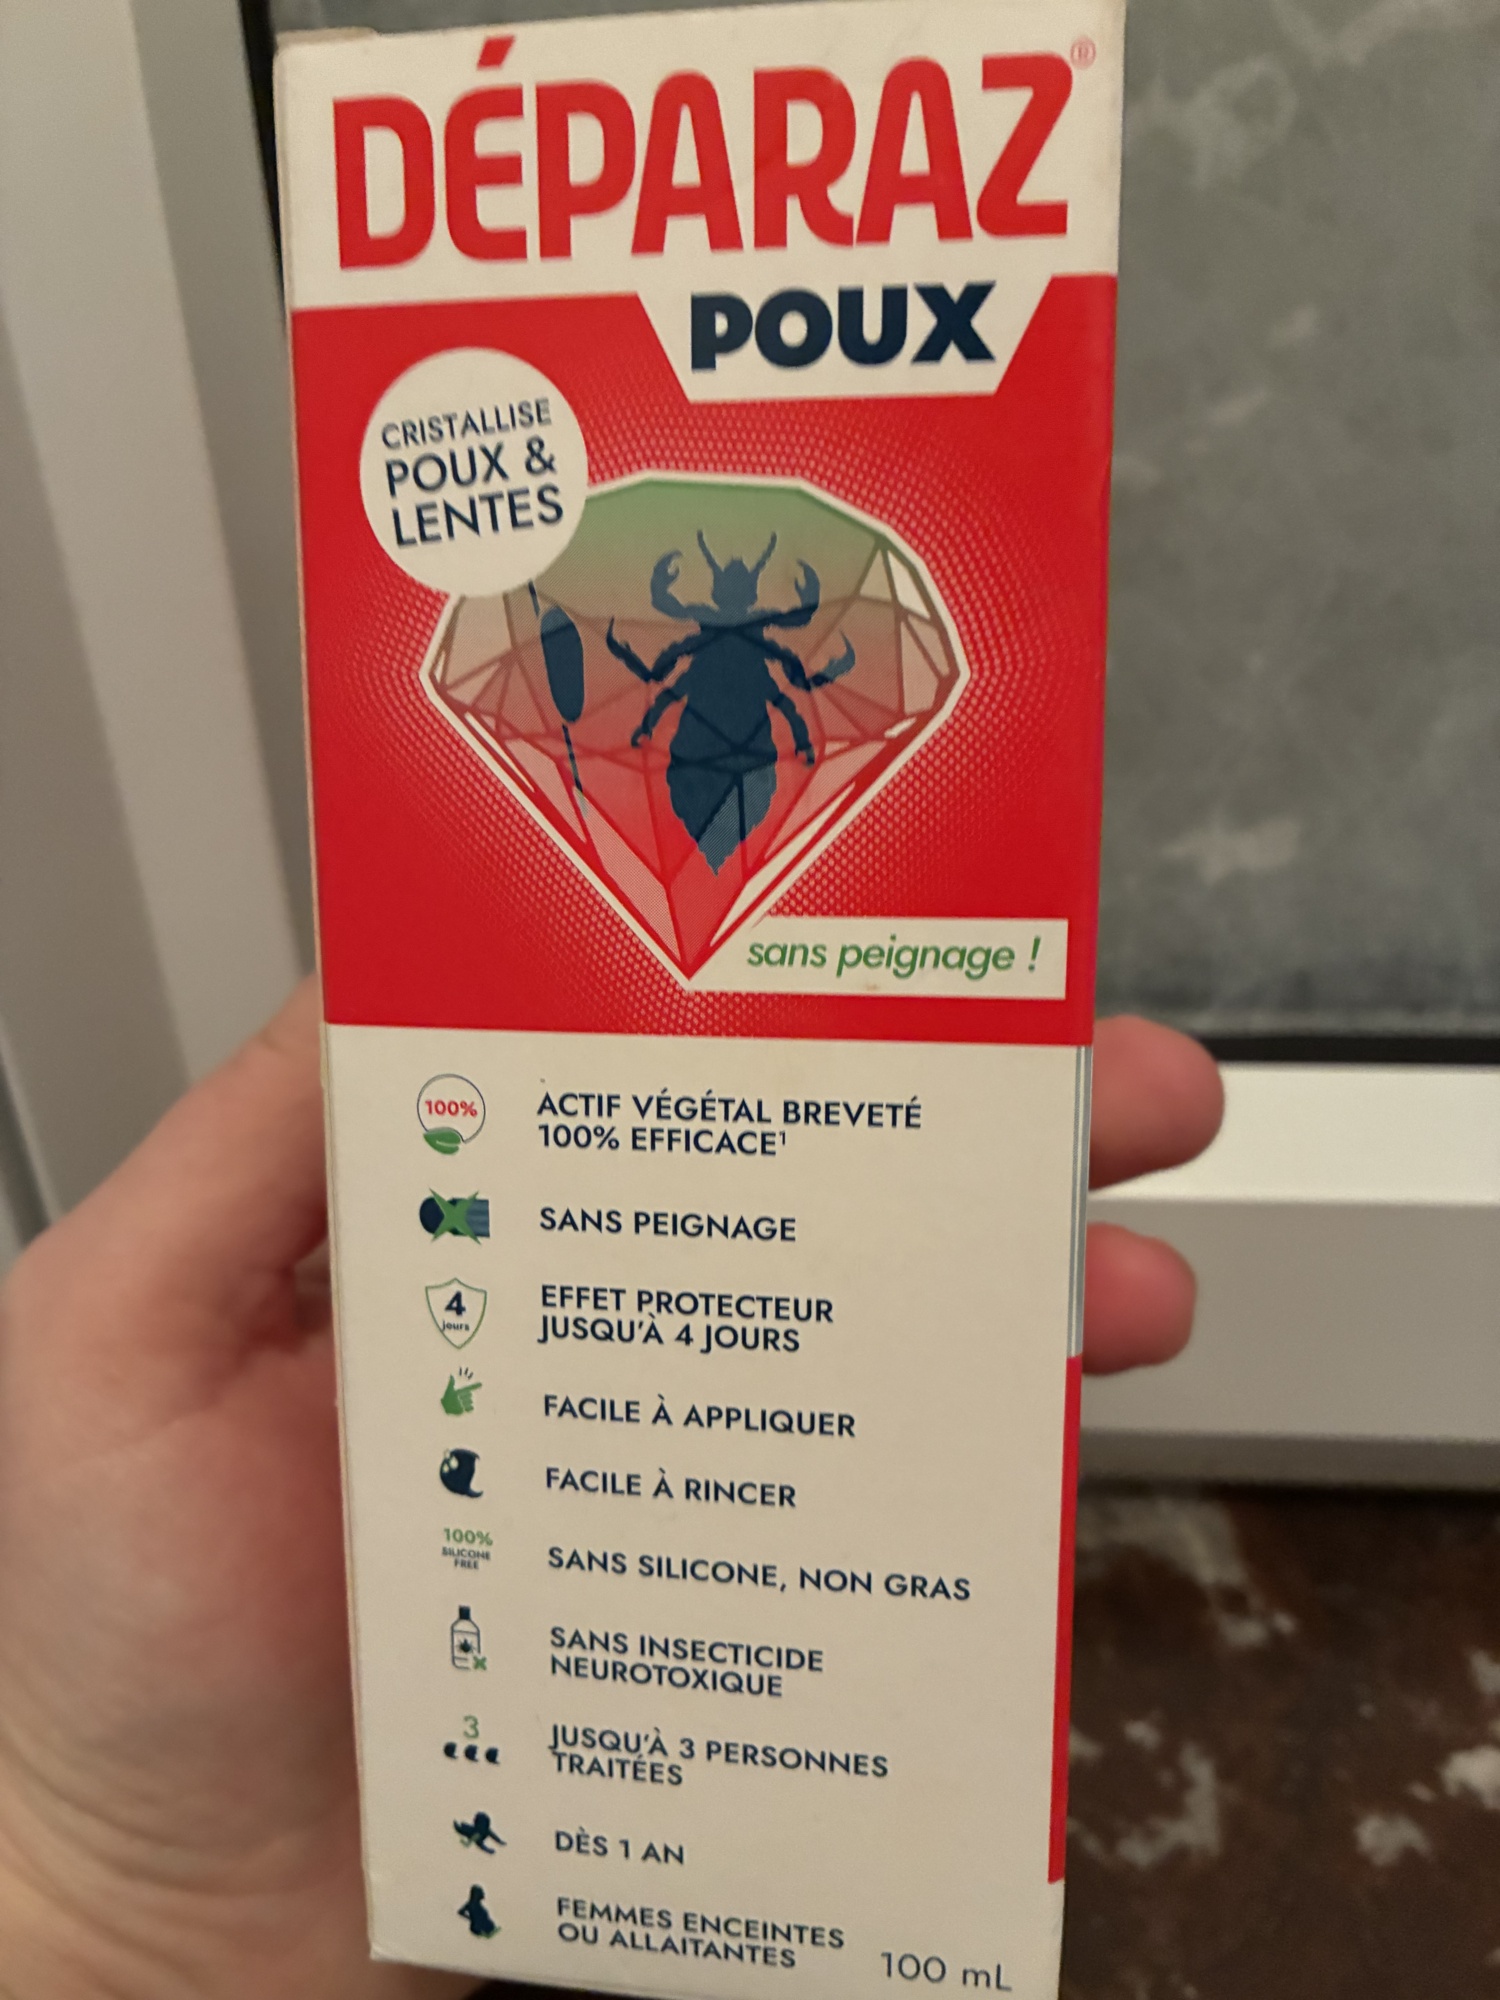 DÉPARAZ®
POUX
CRISTALLISE
POUX &
LENTES
sans peignage !
100%
ACTIF VÉGÉTAL BREVETÉ
100% EFFICACE¹
SANS PEIGNAGE
4
jours
EFFET PROTECTEUR
JUSQU'À 4 JOURS
FACILE À APPLIQUER
FACILE À RINCER
100%
SILICONE
FREE
SANS SILICONE, NON GRAS
SANS INSECTICIDE
NEUROTOXIQUE
3
JUSQU'À 3 PERSONNES
TRAITÉES
DÈS 1 AN
FEMMES ENCEINTES
OU ALLAITANTES
100 mL